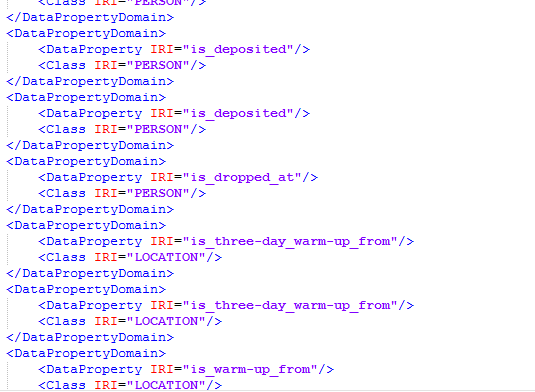 <Class IRI="PERSON"/>
</DataPropertyDomain>
<DataPropertyDomain>
<DataProperty IRI="is_deposited"/>
<Class IRI="PERSON"/>
</DataPropertyDomain>
<DataPropertyDomain>
<DataProperty IRI="is_deposited"/>
<Class IRI="PERSON"/>
</DataPropertyDomain>
<DataPropertyDomain>
<DataProperty IRI="is_dropped_at"/>
<Class IRI="PERSON"/>
</DataPropertyDomain>
<DataPropertyDomain>
<DataProperty IRI="is_three-day_warm-up_from"/>
<Class IRI="LOCATION"/>
</DataPropertyDomain>
<DataPropertyDomain>
<DataProperty IRI="is_three-day_warm-up_from"/>
<Class IRI="LOCATION"/>
</DataPropertyDomain>
<DataPropertyDomain>
<DataProperty IRI="is_warm-up_from"/>
<Class IRI="LOCATION"/>